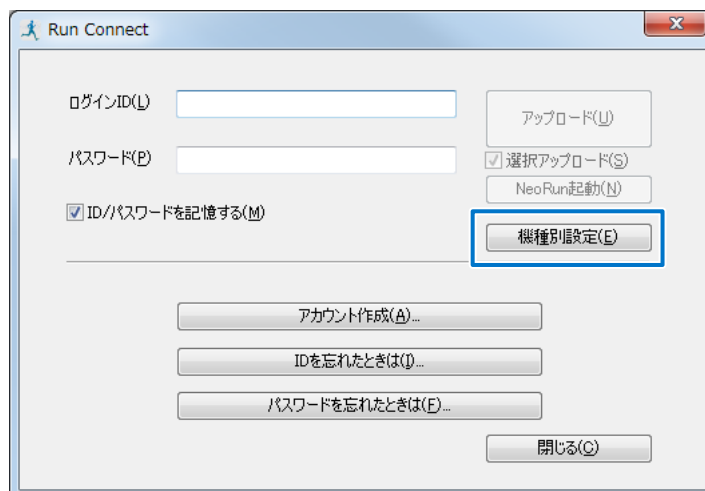 Run Connect
ログインID(L)
アップロード(U)
パスワード(P)
選択アップロード(S)
NeoRun起動(N)
ID/パスワードを記憶する(M)
機種別設定(E)
アカウント作成(A)...
IDを忘れたときは(I)...
パスワードを忘れたときは(F)...
閉じる(C)